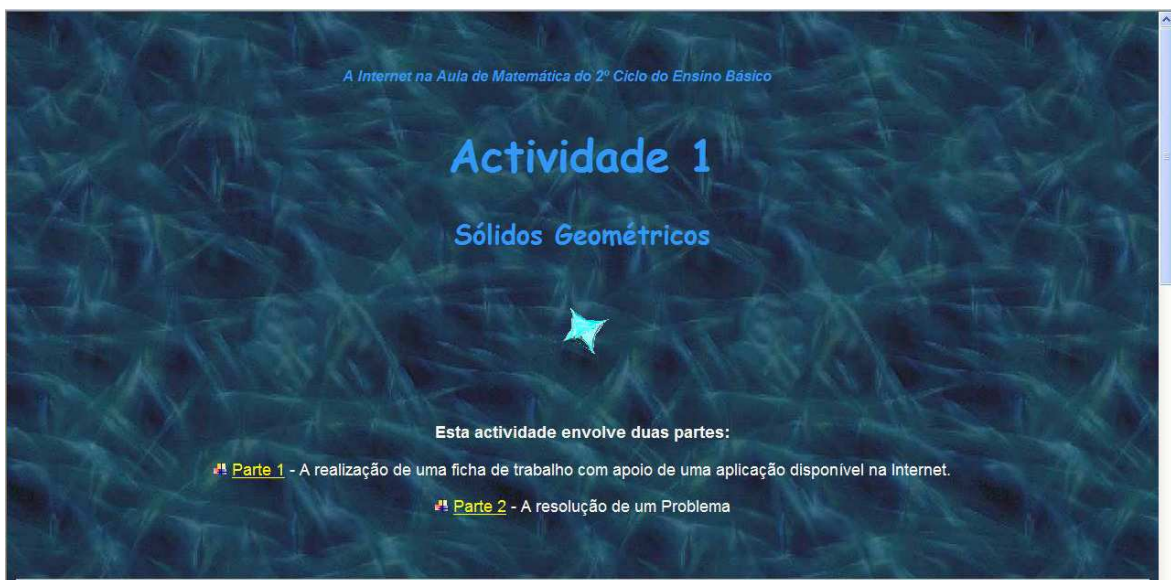 A Internet na Aula de Matemática do 2º Ciclo do Ensino Básico
Actividade 1
Sólidos Geométricos
Esta actividade envolve duas partes:
Parte 1 - A realização de uma ficha de trabalho com apoio de uma aplicação disponível na Internet.
Parte 2 - A resolução de um Problema